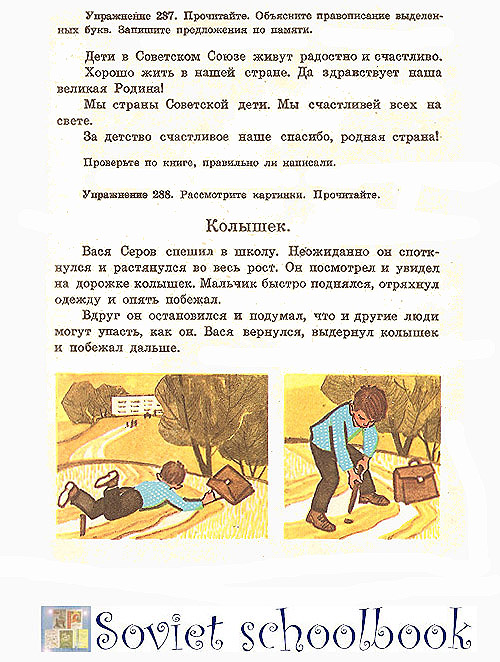 Упражнение 287. Прочитайте. Объясните правописание выделен-
ных букв. Запишите предложения по памяти.
Дети в Советском Союзе живут радостно и счастливо.
Хорошо жить в нашей стране. Да здравствует наша
великая Родина!
Мы страны Советской дети. Мы счастливей всех на
свете.
За детство счастливое наше спасибо, родная страна!
Проверьте по книге, правильно ли написали.
Упражнение 288. Рассмотрите картинки. Прочитайте.
Колышек.
Вася Серов спешил в школу. Неожиданно он спотк-
нулся и растянулся во весь рост. Он посмотрел и увидел
на дорожке колышек. Мальчик быстро поднялся, отряхнул
одежду и опять побежал.
Вдруг он остановился и подумал, что и другие люди
могут упасть, как он. Вася вернулся, выдернул колышек
и побежал дальше.
Soviet schoolbook